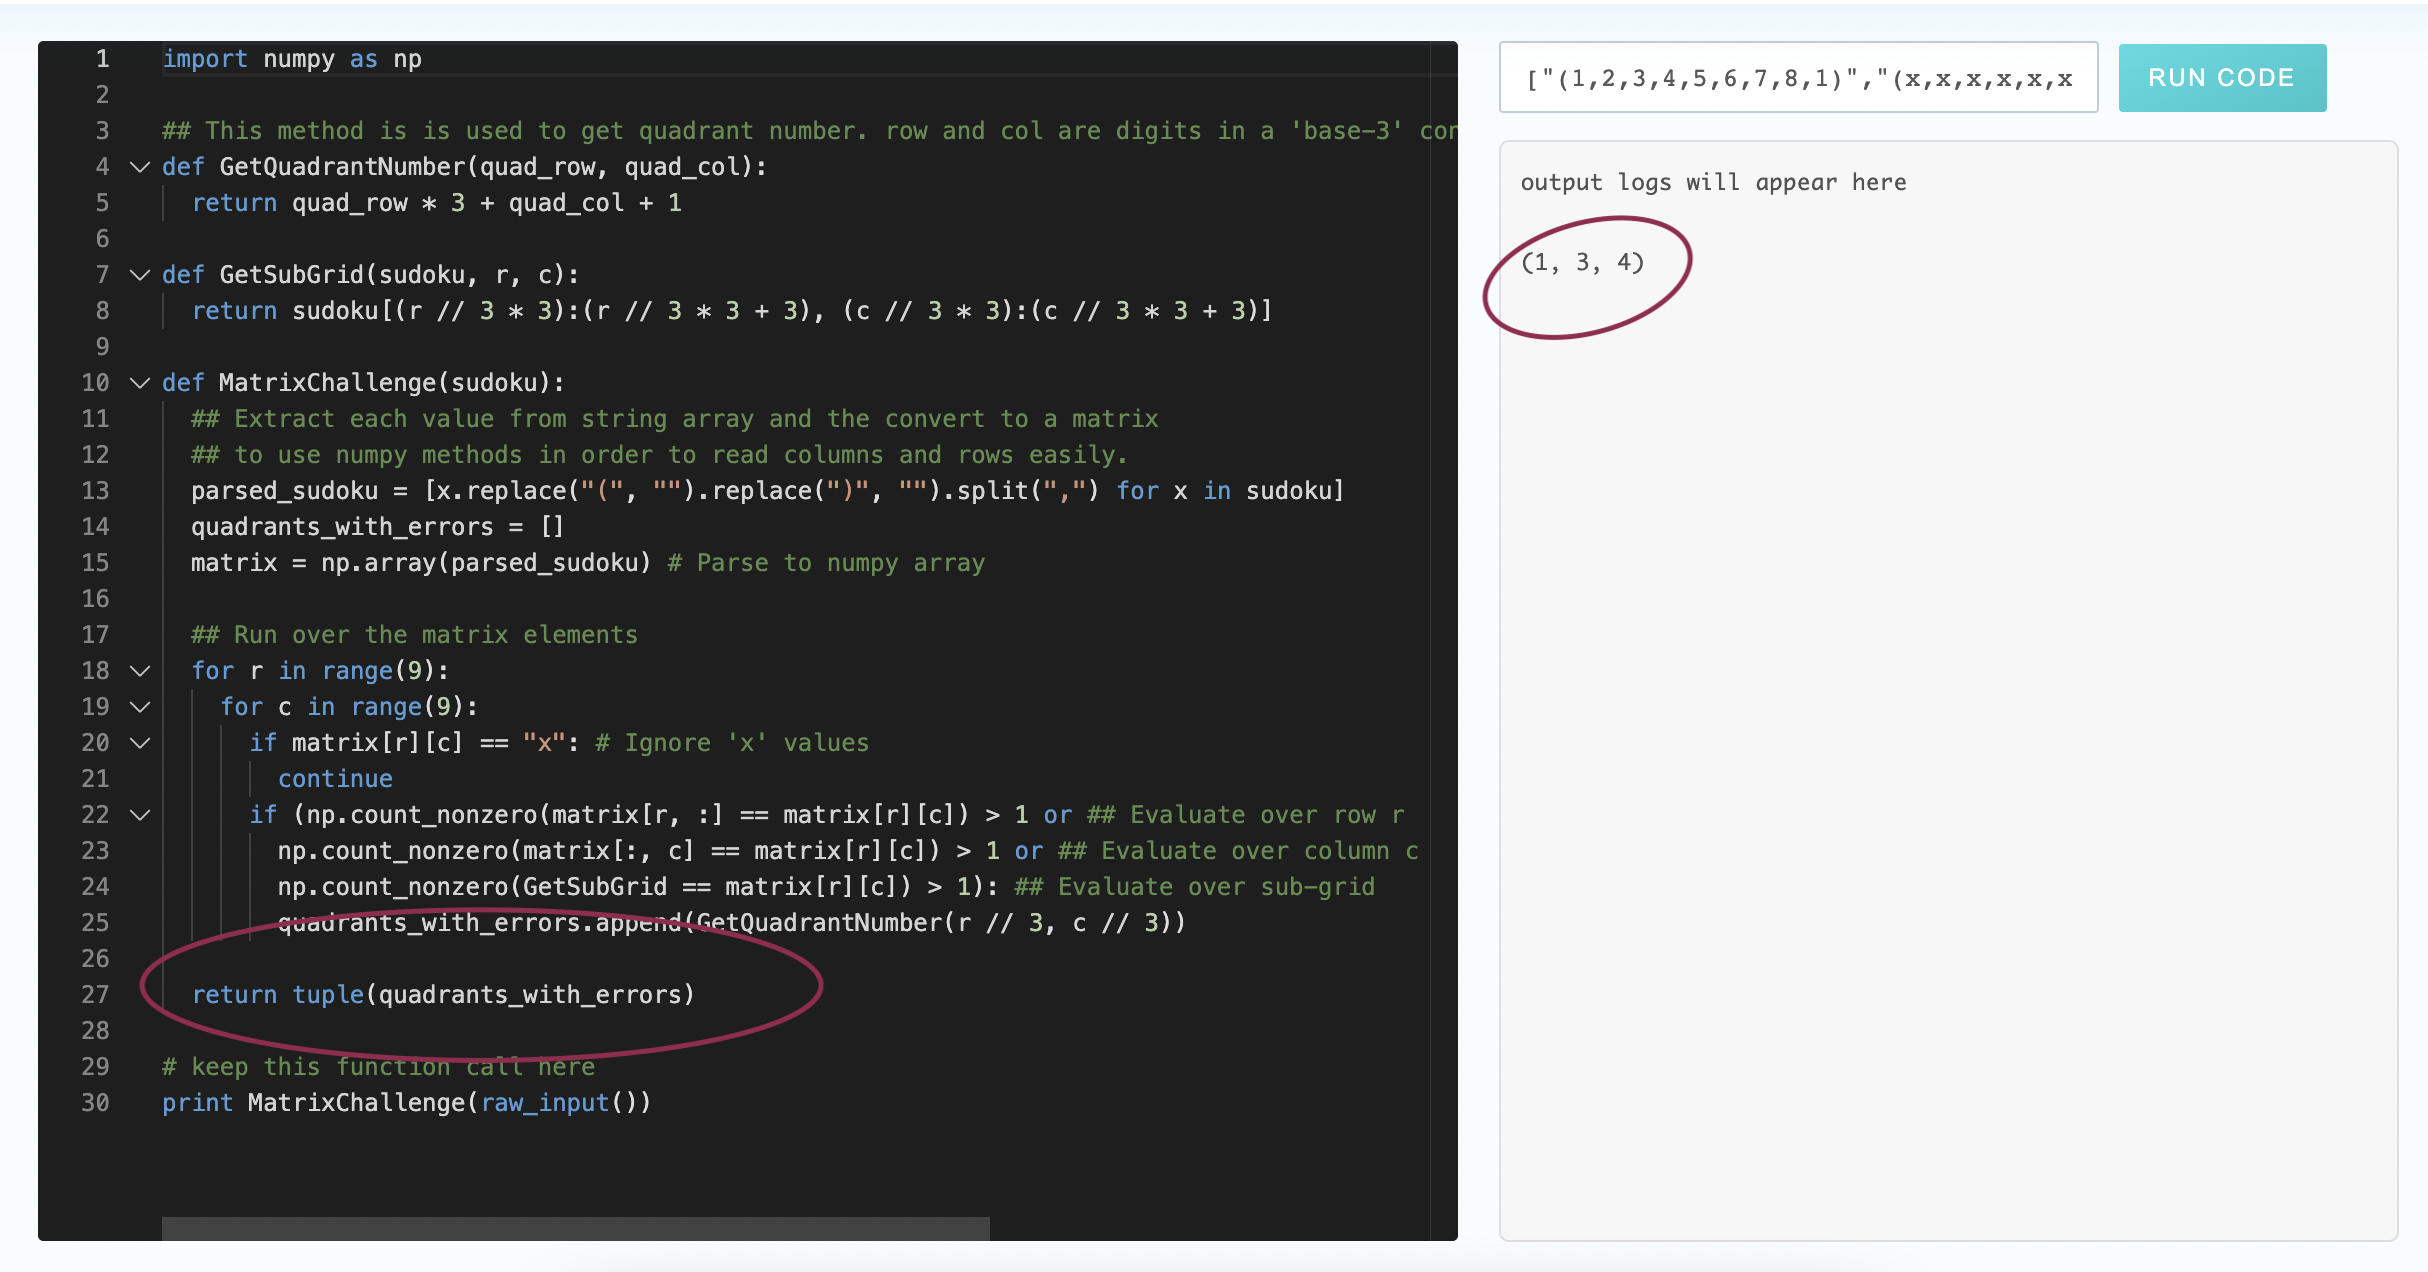 1 import numpy as np
2
3 ## This method is is used to get quadrant number. row and col are digits in a 'base-3' con
4 def GetQuadrantNumber(quad_row, quad_col):
5 return quad_row * 3 + quad_col + 1
6
7 def GetSubGrid(sudoku, r, c):
8 return sudoku[(r // 3 * 3):(r // 3 * 3 + 3), (c // 3 * 3):(c // 3 * 3 + 3)]
9
10 def MatrixChallenge(sudoku):
11 ## Extract each value from string array and the convert to a matrix
12 ## to use numpy methods in order to read columns and rows easily.
13 parsed_sudoku = [x.replace("(", "").replace(")", "").split(",") for x in sudoku]
14 quadrants_with_errors = []
15 matrix = np.array(parsed_sudoku) # Parse to numpy array
16
17 ## Run over the matrix elements
18 for r in range(9):
19 for c in range(9):
20 if matrix[r][c] == "x": # Ignore 'x' values
21 continue
22 if (np.count_nonzero(matrix[r, :] == matrix[r][c]) > 1 or ## Evaluate over row r
23 np.count_nonzero(matrix[:, c] == matrix[r][c]) > 1 or ## Evaluate over column c
24 np.count_nonzero(GetSubGrid == matrix[r][c]) > 1): ## Evaluate over sub-grid
25 quadrants_with_errors.append(GetQuadrantNumber(r // 3, c // 3))
26
27 return tuple(quadrants_with_errors)
28
29 # keep this function call here
30 print MatrixChallenge(raw_input())
["(1,2,3,4,5,6,7,8,1)","(x,x,x,x,x,x
RUN CODE
output logs will appear here
(1, 3, 4)